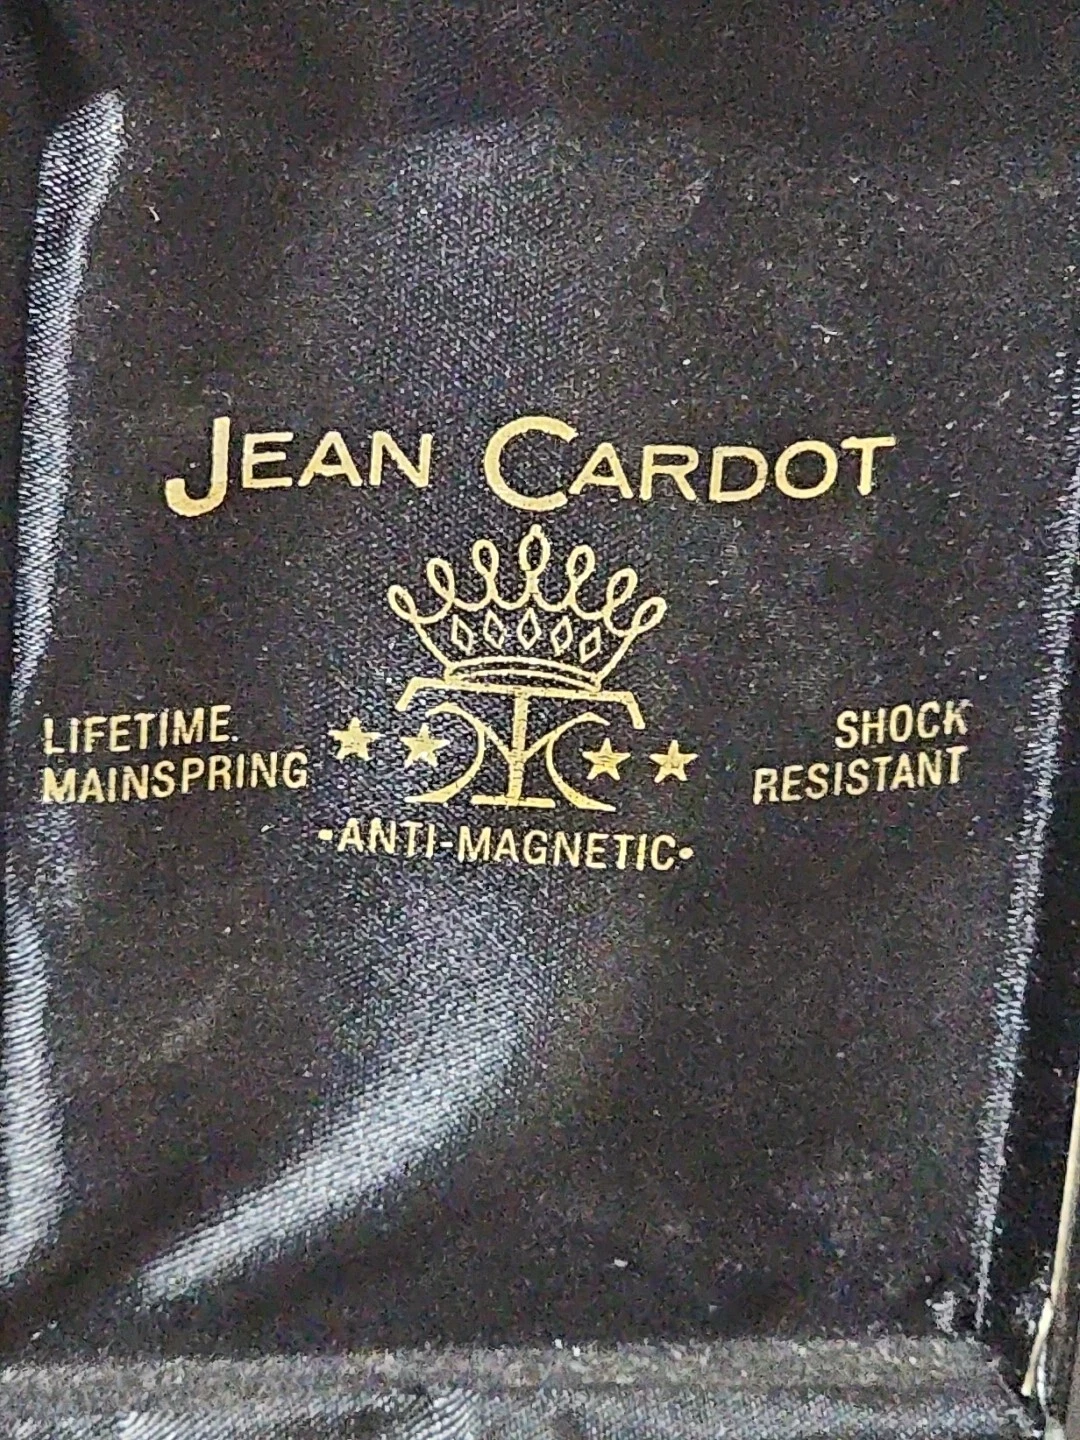 JEAN CARDOT
LIFETIME
MAINSPRING
SHOCK
RESISTANT
•ANTI-MAGNETIC•